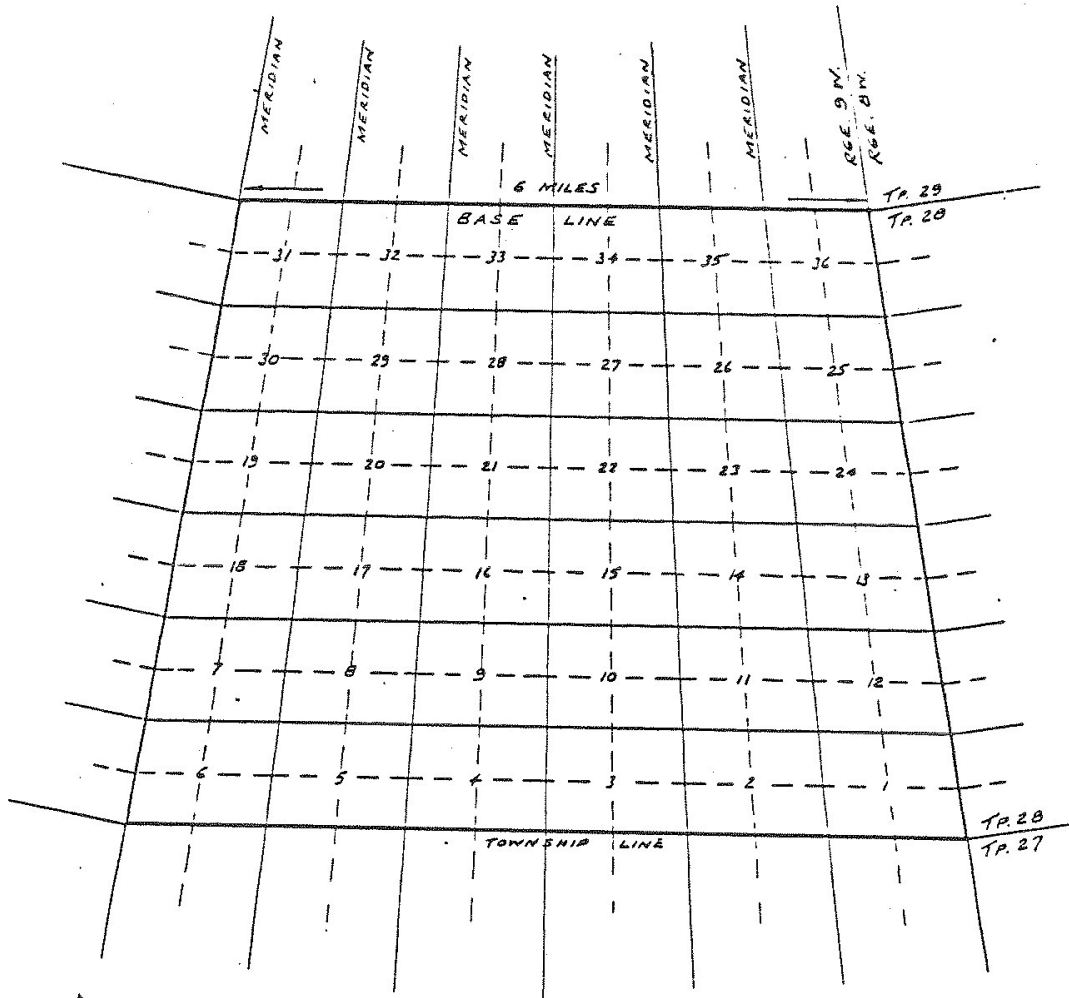 MERIDIAN
MERIDIAN
MERIDIAN
MERIDIAN
MERIDIAN
MERIDIAN
RGE. 9 W.
RGE. 8 W.
6 MILES
TP. 29
BASE LINE
TP. 28
31 32 33 34 35 36
30 29 28 27 26 25
19 20 21 22 23 24
18 17 16 15 14 13
7 8 9 10 11 12
6 5 4 3 2 1
TP. 28
TOWNSHIP LINE
TP. 27